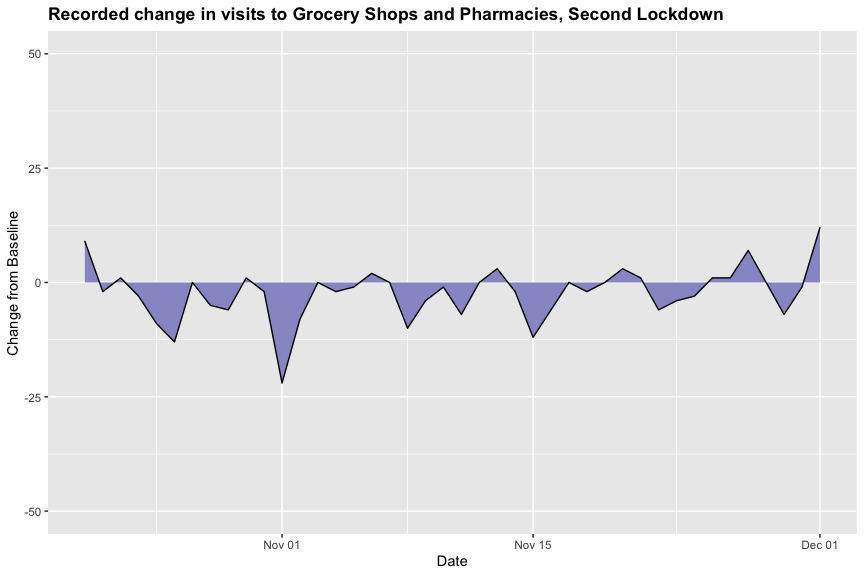 Recorded change in visits to Grocery Shops and Pharmacies, Second Lockdown
50
25
0
-25
-50
Change from Baseline
Nov 01
Nov 15
Dec 01
Date